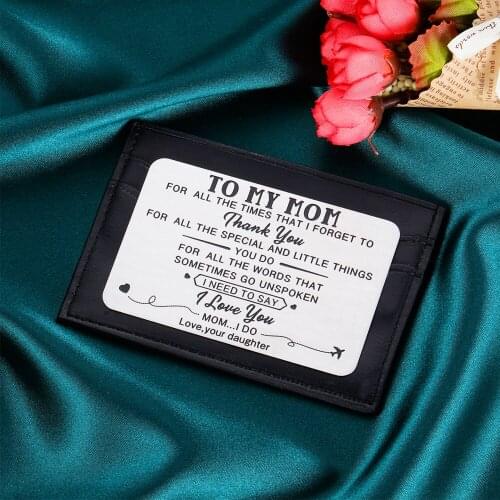 TO MY MOM
FOR ALL THE TIMES THAT I FORGET TO
Thank You
FOR ALL THE SPECIAL AND LITTLE THINGS
YOU DO
FOR ALL THE WORDS THAT
SOMETIMES GO UNSPOKEN
I NEED TO SAY
I Love You
MOM...I DO
Love,your daughter